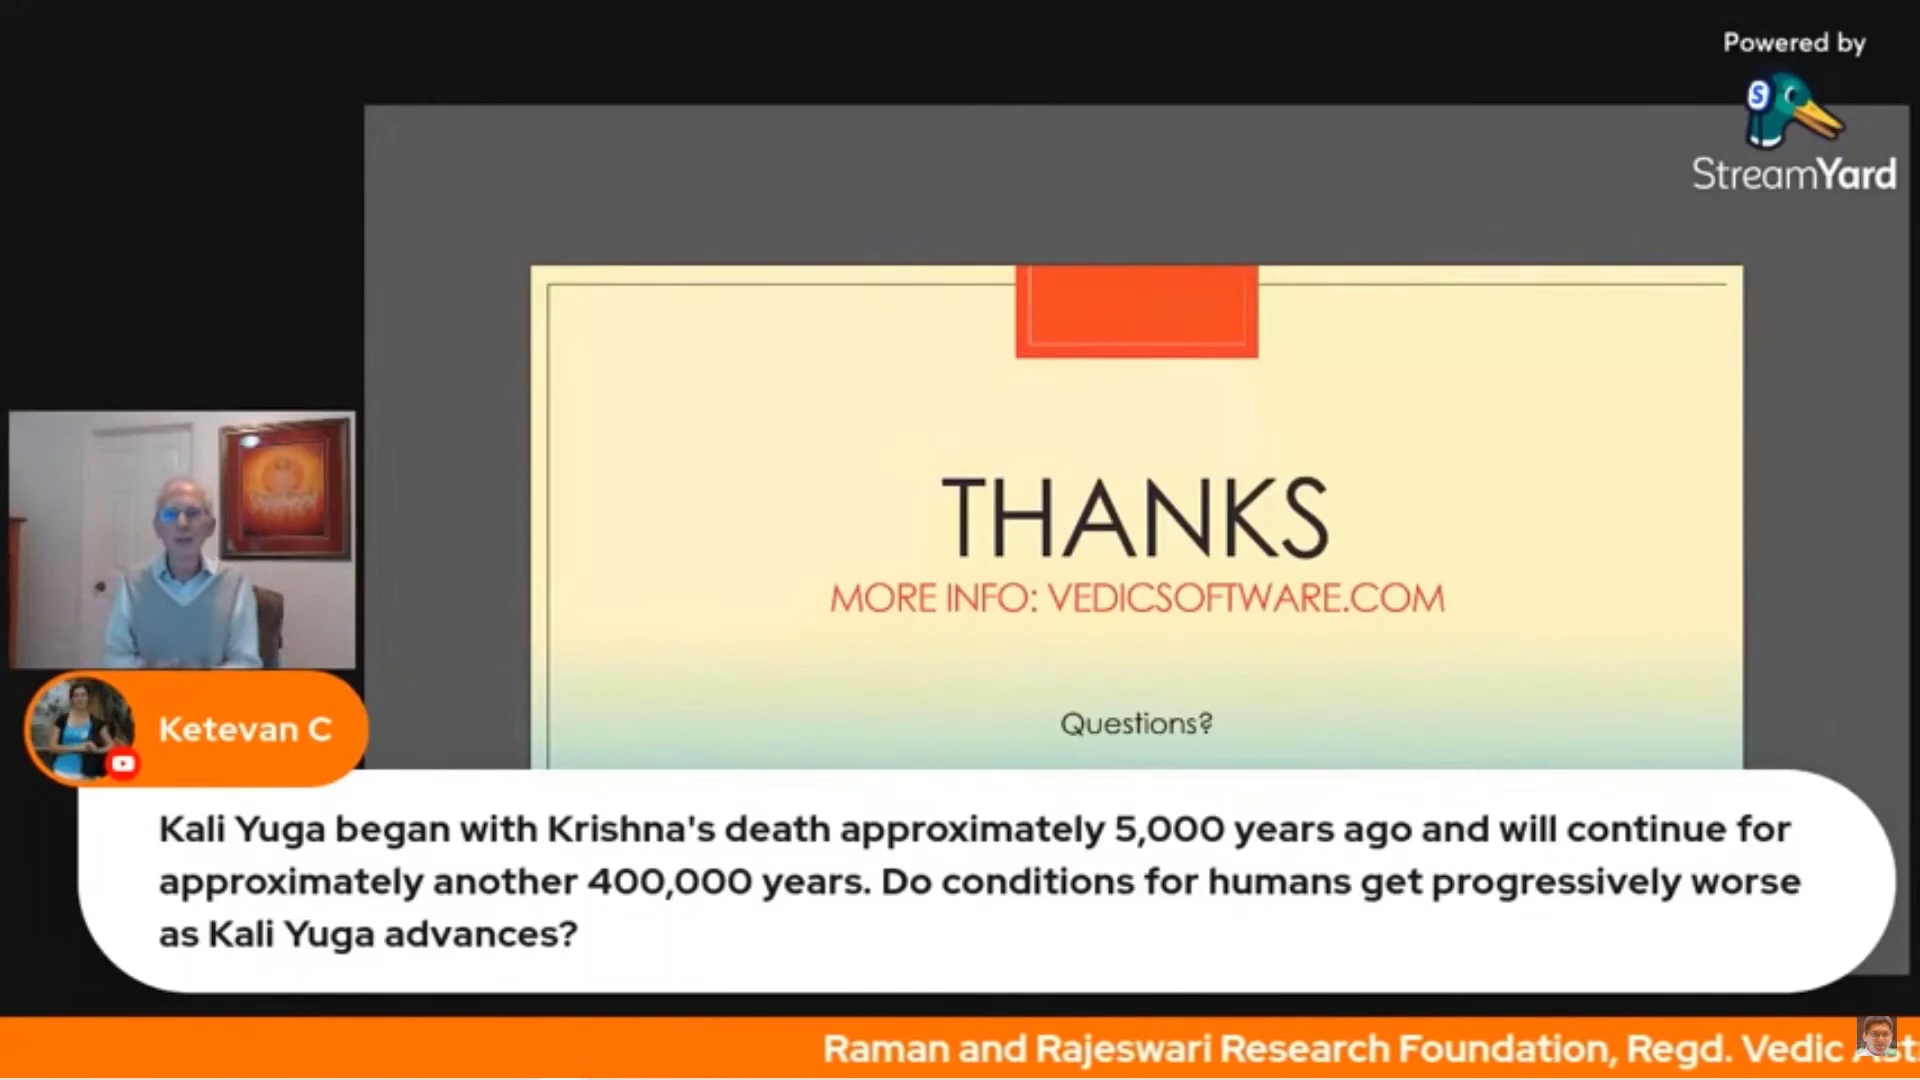 Powered by
S
StreamYard
THANKS
MORE INFO: VEDICSOFTWARE.COM
Questions?
Ketevan C
Kali Yuga began with Krishna's death approximately 5,000 years ago and will continue for
approximately another 400,000 years. Do conditions for humans get progressively worse
as Kali Yuga advances?
Raman and Rajeswari Research Foundation, Regd. Vedic